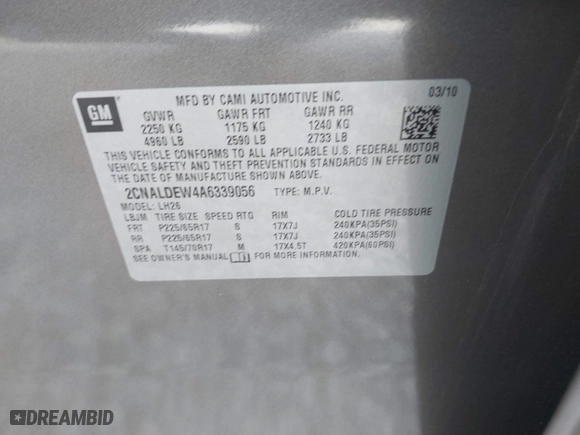 GM
MFD BY CAMI AUTOMOTIVE INC. 03/10
GVWR GAWR FRT GAWR RR
2250 KG 1175 KG 1240 KG
4960 LB 2590 LB 2733 LB
THIS VEHICLE CONFORMS TO ALL APPLICABLE U.S. FEDERAL MOTOR
VEHICLE SAFETY AND THEFT PREVENTION STANDARDS IN EFFECT ON
THE DATE OF MANUFACTURE SHOWN ABOVE.
2CNALDEW4A6339056 TYPE: M.P.V.
MODEL: LH26
LBJM TIRE SIZE SPEED RTG RIM COLD TIRE PRESSURE
FRT P225/65R17 S 17X7J 240KPA(35PSI)
RR P225/65R17 S 17X7J 240KPA(35PSI)
SPA T145/70R17 M 17X4.5T 420KPA(60PSI)
SEE OWNER'S MANUAL FOR MORE INFORMATION.
DREAMBID